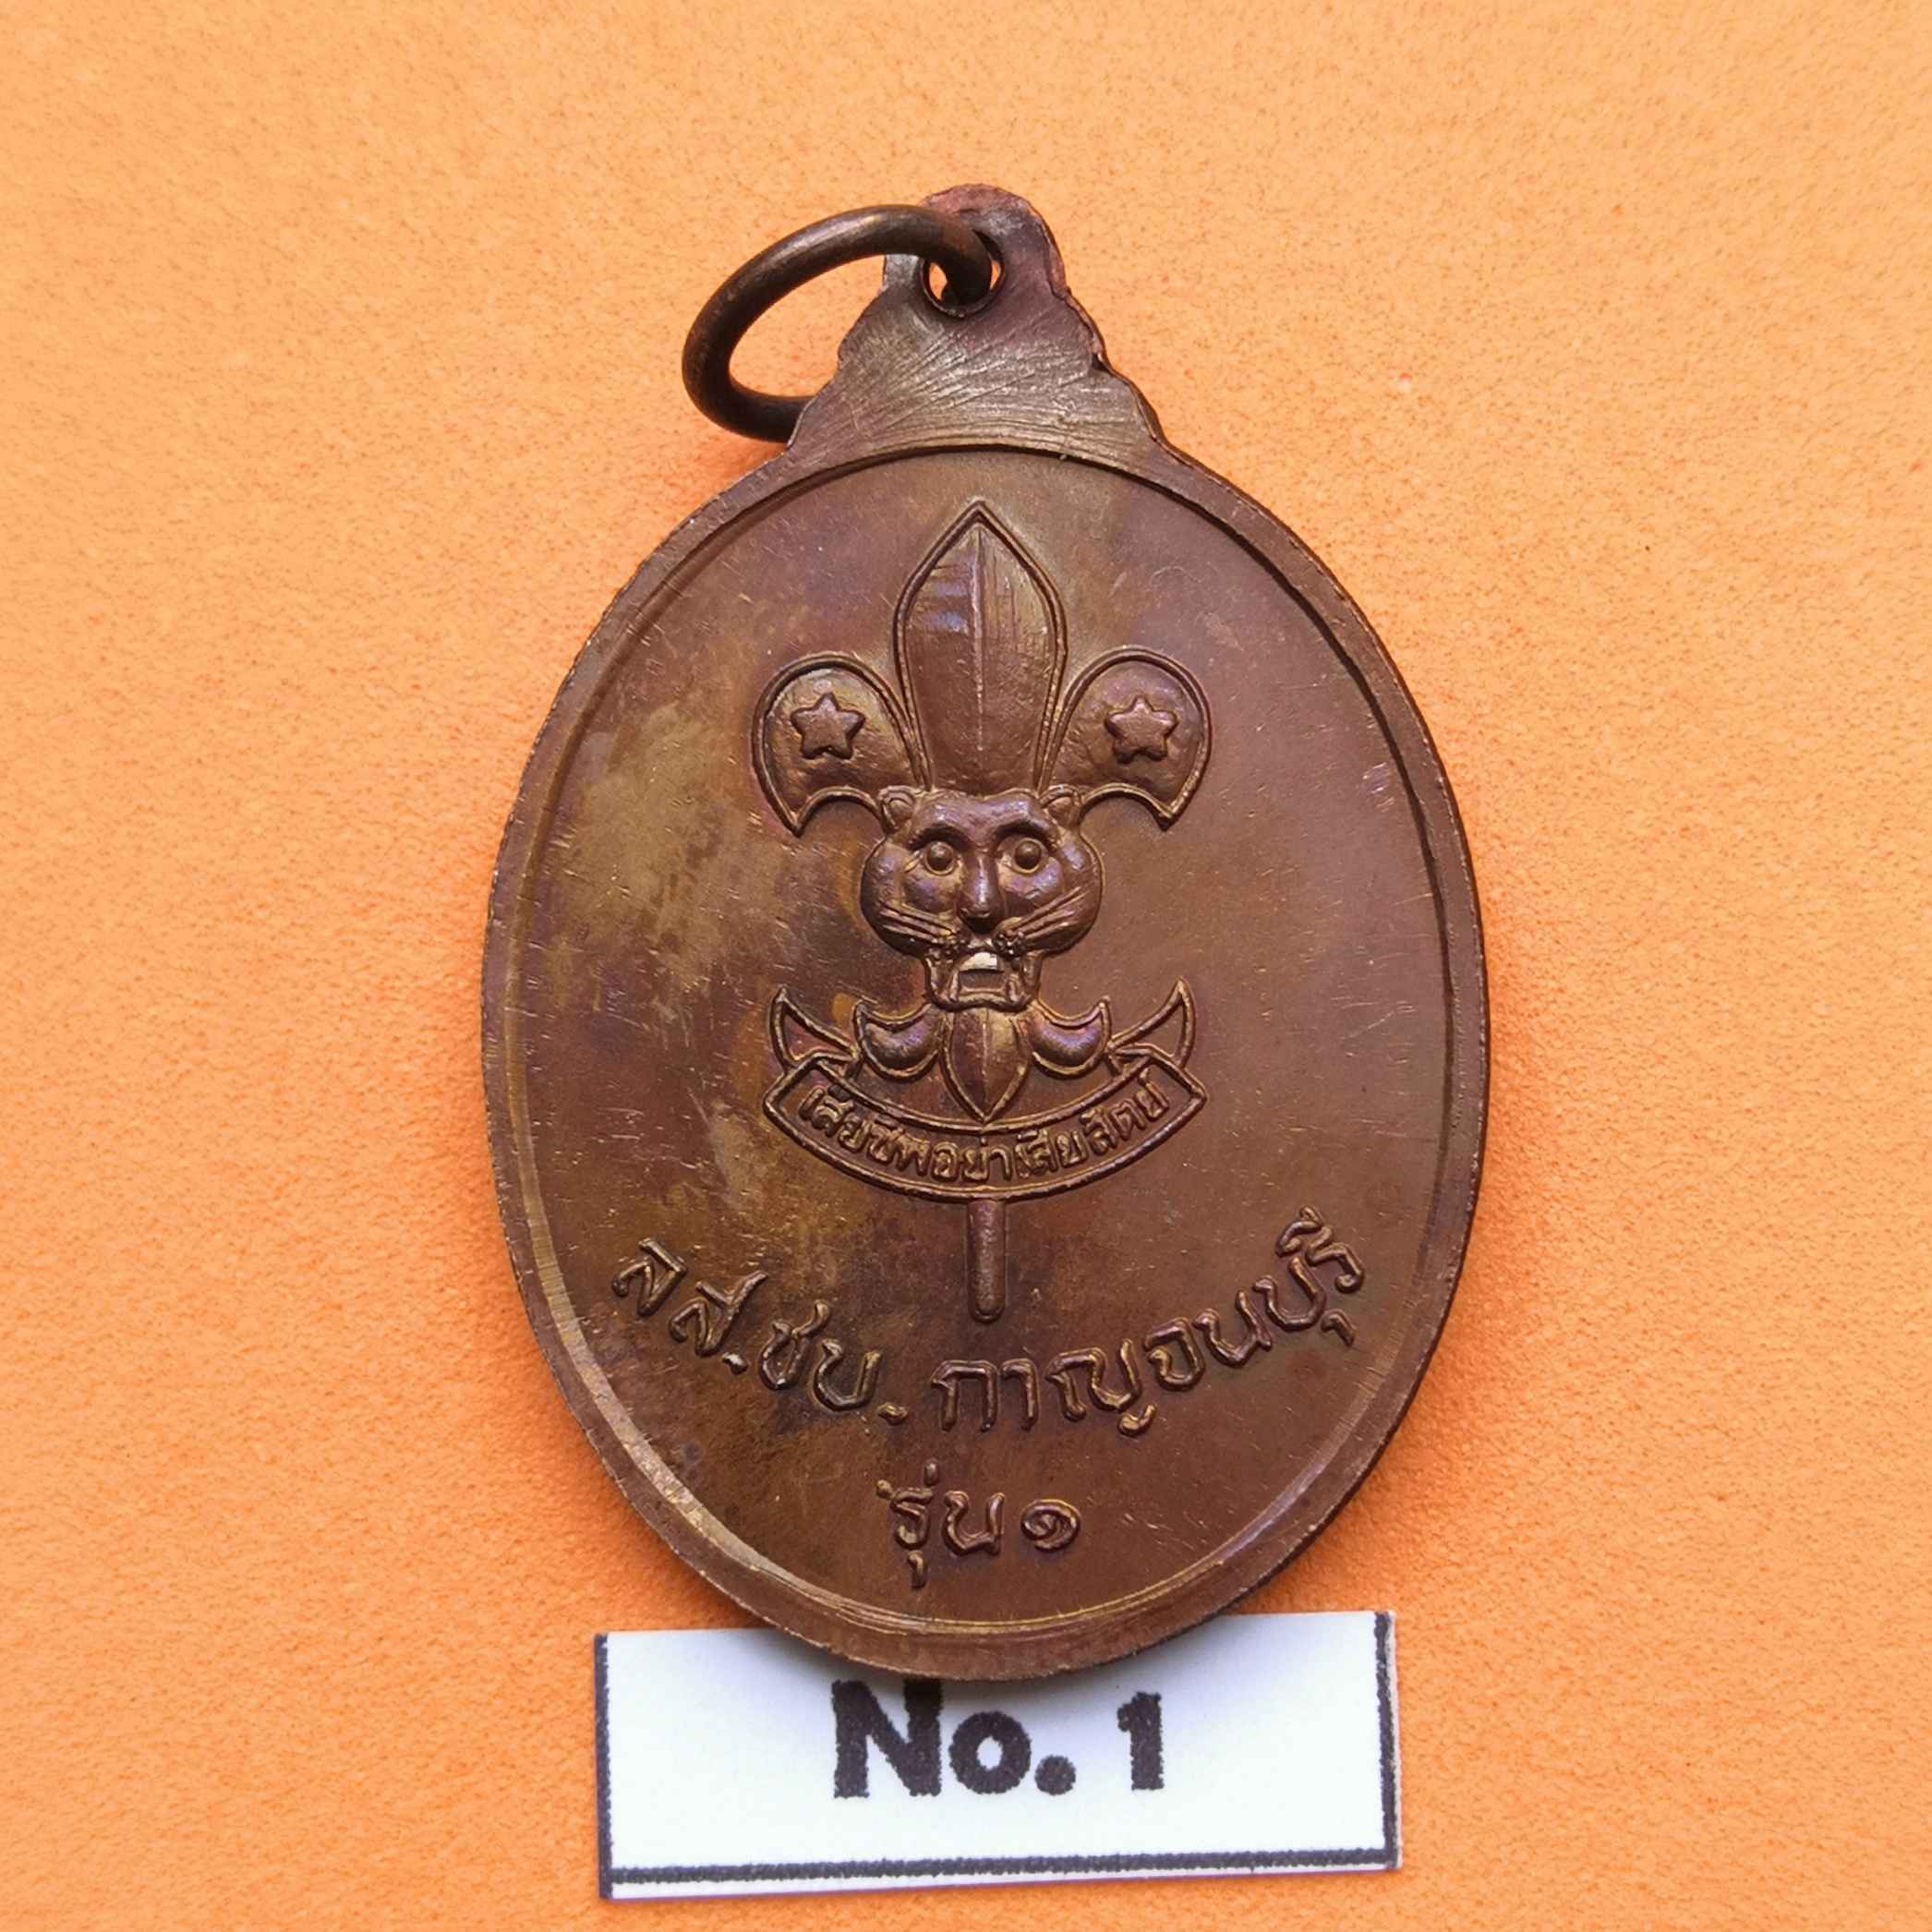 เสียชีพอย่าเสียสัตย์
ลส.ชบ. กาญจนบุรี
รุ่น ๑
No. 1